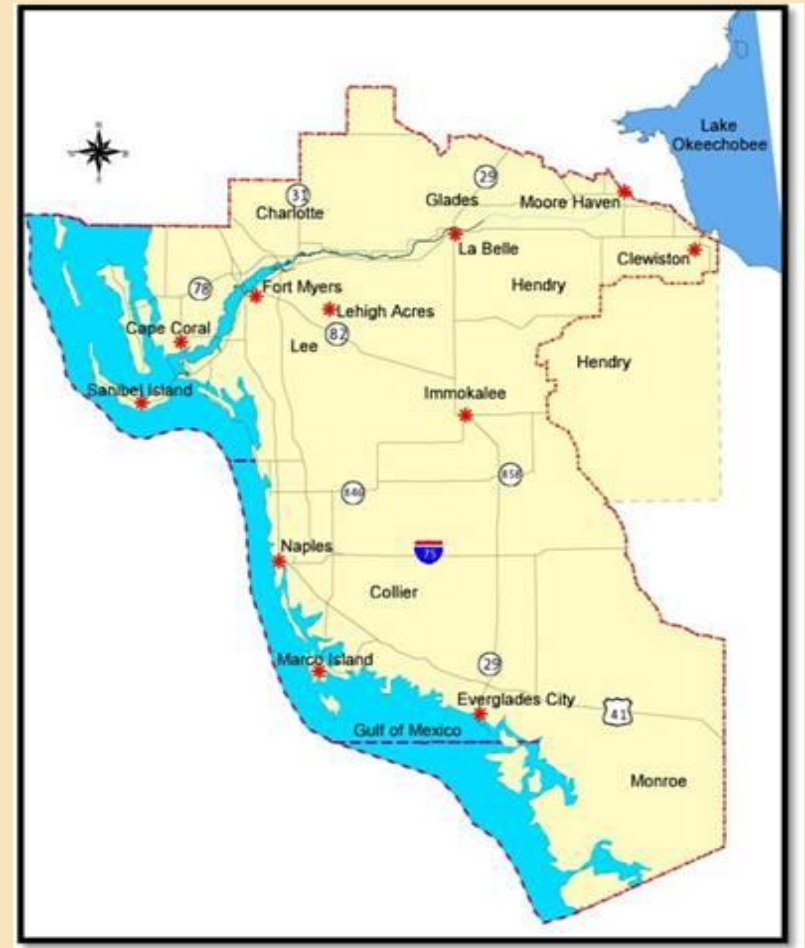 Lake
Okeechobee
29
31
Glades
Moore Haven
Charlotte
La Belle
Clewiston
78
Fort Myers
Hendry
Lehigh Acres
Cape Coral
82
Lee
Hendry
Sanibel Island
Immokalee
858
846
Naples
75
Collier
Marco Island
29
Everglades City
41
Gulf of Mexico
Monroe